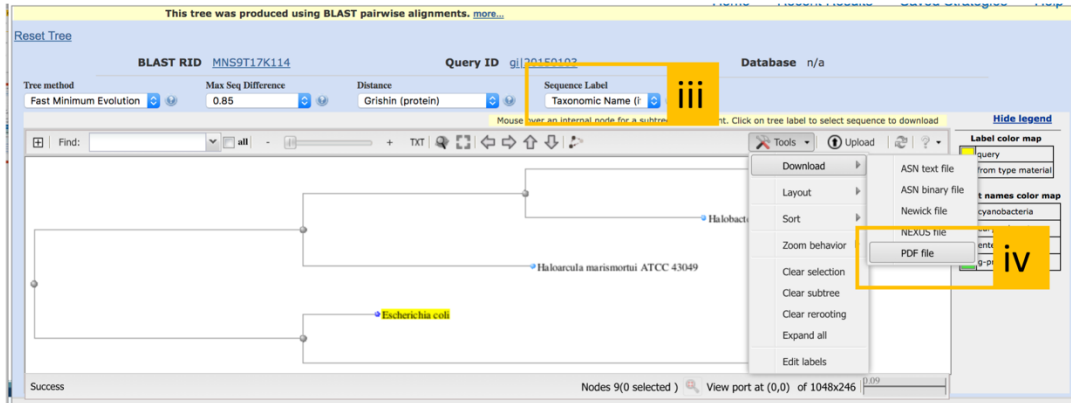 This tree was produced using BLAST pairwise alignments. more...
Reset Tree
BLAST RID MNS9T17K114 Query ID gi|20150103 Database n/a
Tree method Max Seq Difference Distance Sequence Label
Fast Minimum Evolution 0.85 Grishin (protein) Taxonomic Name (i iii
Mouse over an internal node for a subtree nt. Click on tree label to select sequence to download Hide legend
Find: all - + TXT Tools Upload ? Label color map
query
Download ASN text file from type material
Layout ASN binary file t names color map
Halobact Sort Newick file cyanobacteria
NEXUS file
Zoom behavior PDF file ente iv
g-pr
Haloarcula marismortui ATCC 43049 Clear selection
Clear subtree
Escherichia coli Clear rerooting
Expand all
Edit labels
Success Nodes 9(0 selected ) View port at (0,0) of 1048x246 0.09